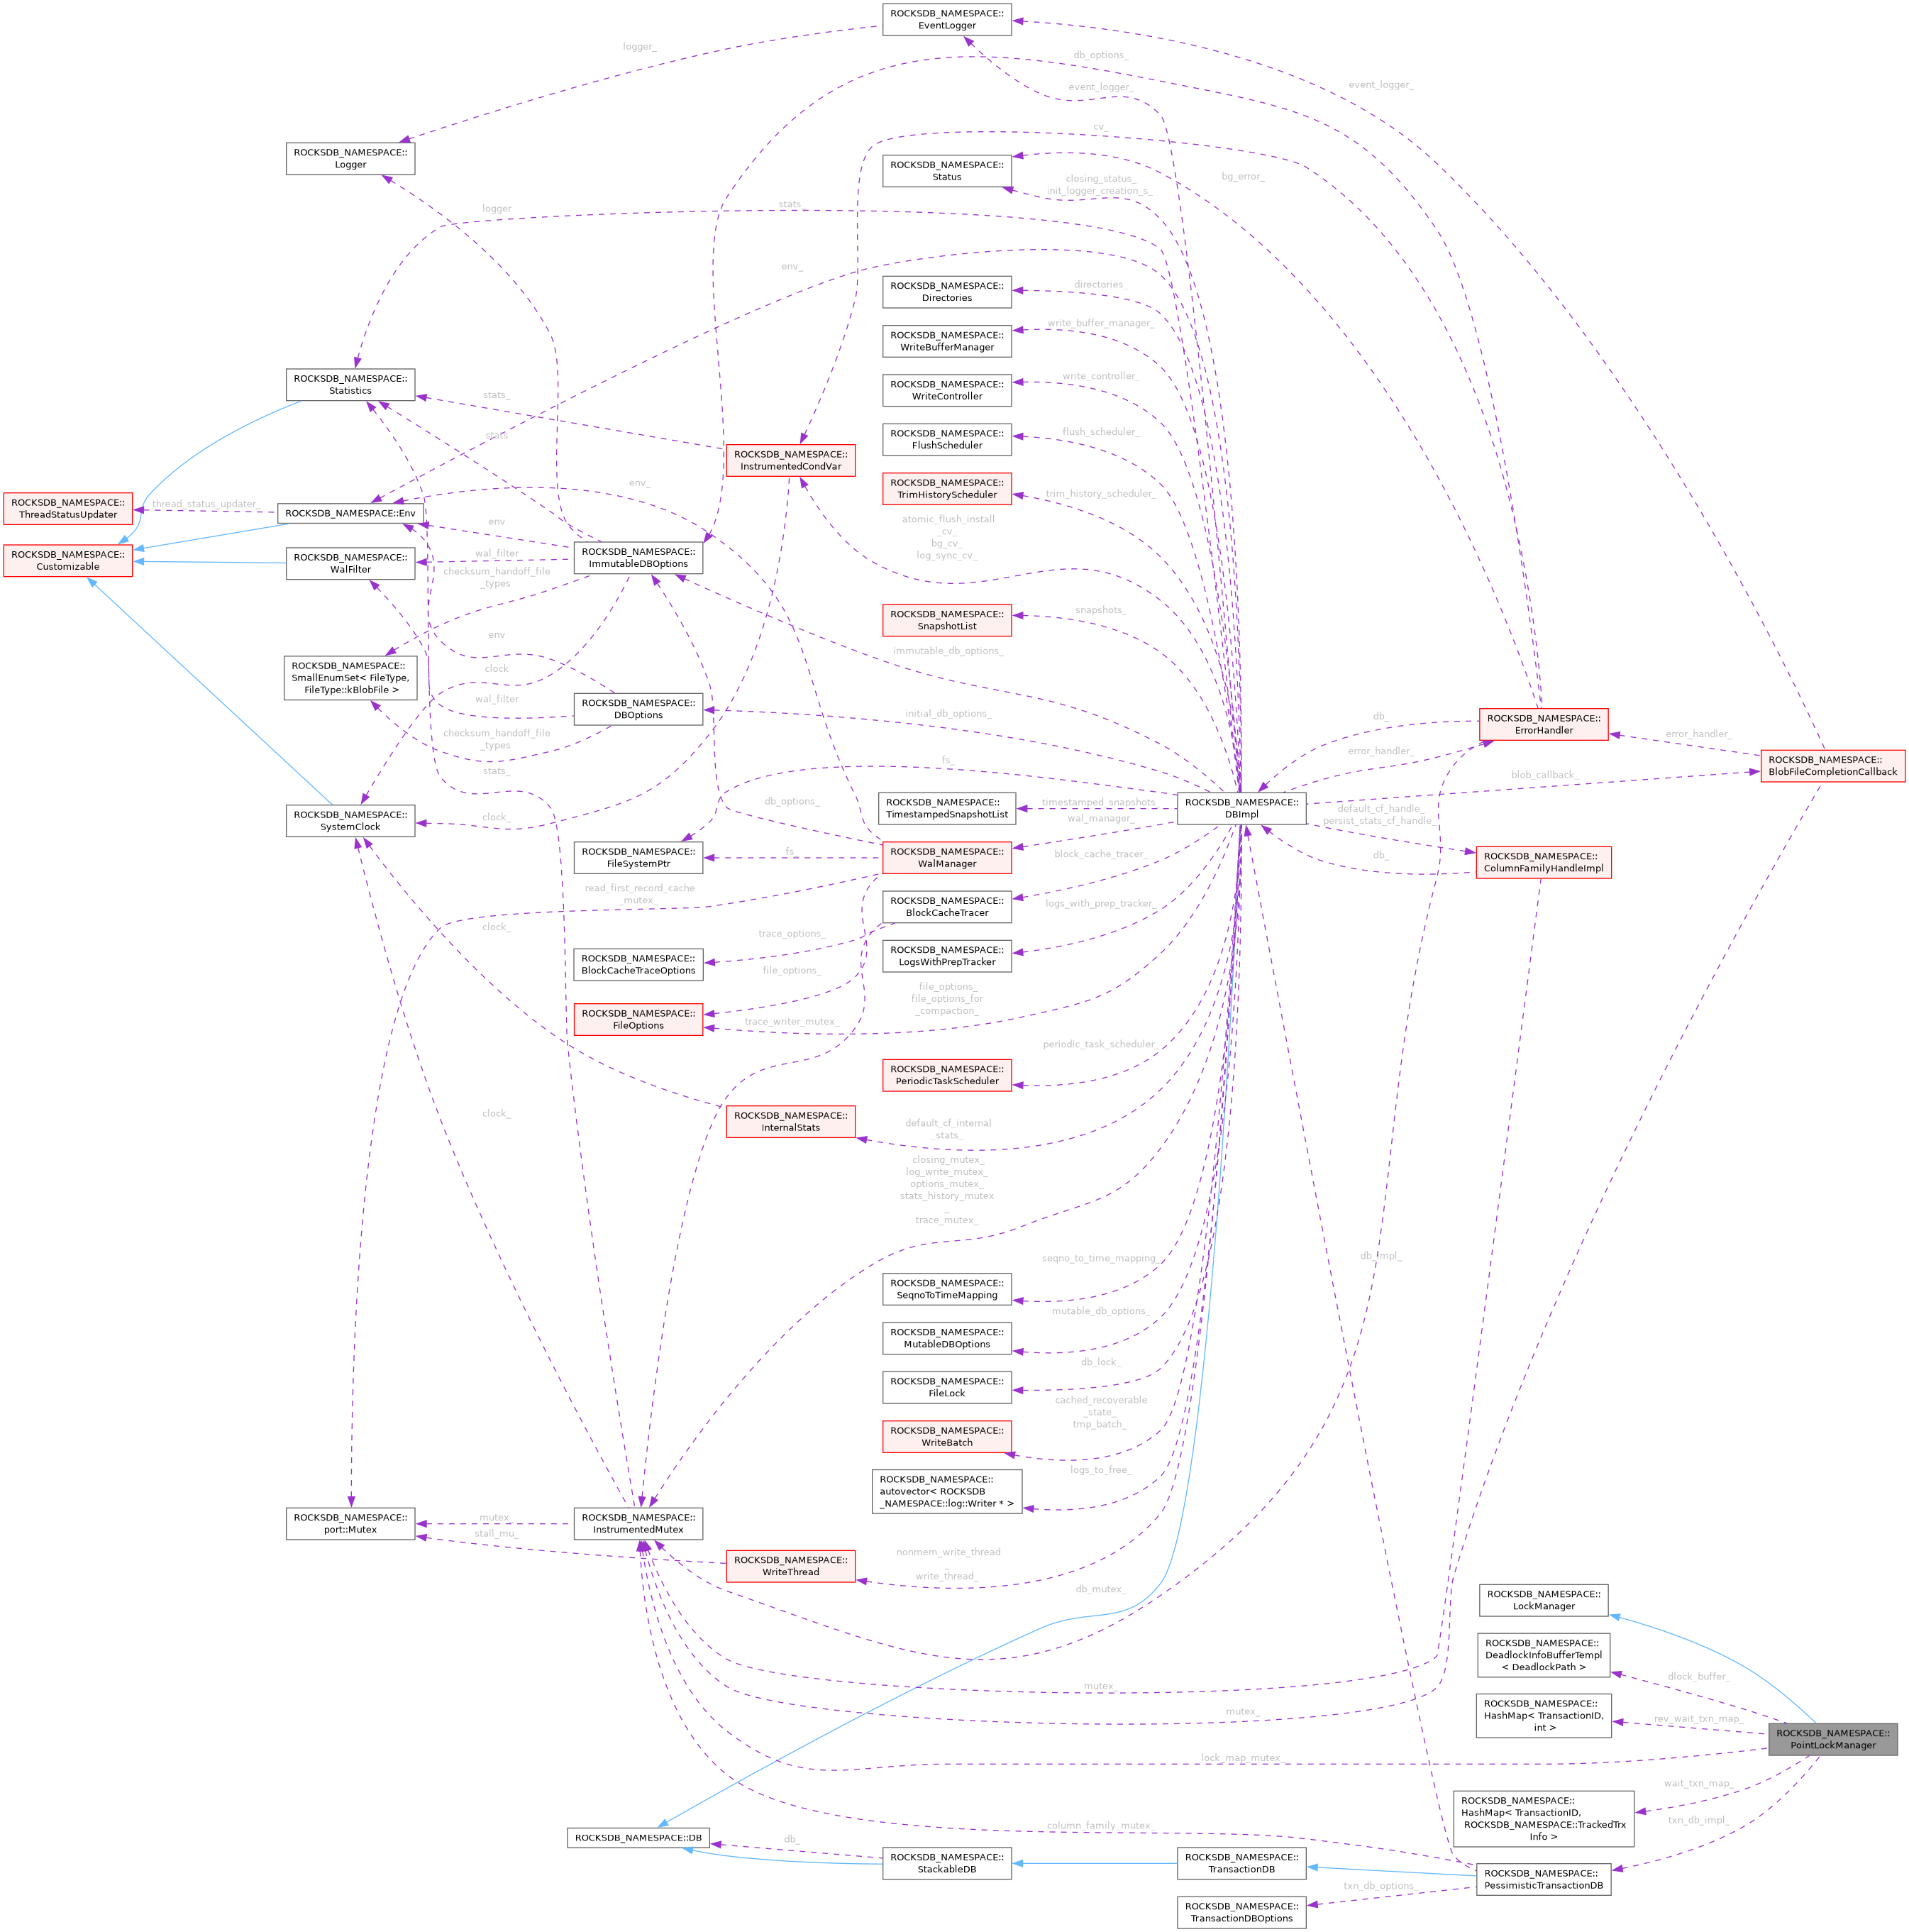 ROCKSDB_NAMESPACE::
EventLogger
logger_
db_options_
event_logger_
event_logger_
cv_
ROCKSDB_NAMESPACE::
Logger
ROCKSDB_NAMESPACE::
Status
closing_status_
init_logger_creation_s_
bg_error_
logger
stats_
env_
ROCKSDB_NAMESPACE::
Directories
directories_
ROCKSDB_NAMESPACE::
WriteBufferManager
write_buffer_manager_
ROCKSDB_NAMESPACE::
Statistics
stats_
ROCKSDB_NAMESPACE::
WriteController
write_controller_
stats
ROCKSDB_NAMESPACE::
InstrumentedCondVar
ROCKSDB_NAMESPACE::
FlushScheduler
flush_scheduler_
ROCKSDB_NAMESPACE::
ThreadStatusUpdater
thread_status_updater_
ROCKSDB_NAMESPACE::Env
env_
ROCKSDB_NAMESPACE::
TrimHistoryScheduler
trim_history_scheduler_
env
ROCKSDB_NAMESPACE::
Customizable
ROCKSDB_NAMESPACE::
WalFilter
wal_filter
ROCKSDB_NAMESPACE::
ImmutableDBOptions
atomic_flush_install
_cv_
bg_cv_
log_sync_cv_
checksum_handoff_file
_types
ROCKSDB_NAMESPACE::
SnapshotList
snapshots_
env
ROCKSDB_NAMESPACE::
SmallEnumSet< FileType,
FileType::kBlobFile >
clock
immutable_db_options_
wal_filter
ROCKSDB_NAMESPACE::
DBOptions
initial_db_options_
checksum_handoff_file
_types
db_
error_handler_
ROCKSDB_NAMESPACE::
ErrorHandler
error_handler_
ROCKSDB_NAMESPACE::
BlobFileCompletionCallback
fs_
stats_
blob_callback_
ROCKSDB_NAMESPACE::
SystemClock
clock_
db_options_
ROCKSDB_NAMESPACE::
TimestampedSnapshotList
timestamped_snapshots_
wal_manager_
ROCKSDB_NAMESPACE::
DBImpl
default_cf_handle_
persist_stats_cf_handle_
ROCKSDB_NAMESPACE::
FileSystemPtr
fs_
ROCKSDB_NAMESPACE::
WalManager
block_cache_tracer_
db_
ROCKSDB_NAMESPACE::
ColumnFamilyHandleImpl
read_first_record_cache
_mutex_
ROCKSDB_NAMESPACE::
BlockCacheTracer
logs_with_prep_tracker_
clock_
trace_options_
ROCKSDB_NAMESPACE::
BlockCacheTraceOptions
file_options_
ROCKSDB_NAMESPACE::
LogsWithPrepTracker
ROCKSDB_NAMESPACE::
FileOptions
trace_writer_mutex_
file_options_
file_options_for
_compaction_
periodic_task_scheduler_
ROCKSDB_NAMESPACE::
PeriodicTaskScheduler
clock_
ROCKSDB_NAMESPACE::
InternalStats
default_cf_internal
_stats_
closing_mutex_
log_write_mutex_
options_mutex_
stats_history_mutex
_
trace_mutex_
db_impl_
seqno_to_time_mapping_
ROCKSDB_NAMESPACE::
SeqnoToTimeMapping
mutable_db_options_
ROCKSDB_NAMESPACE::
MutableDBOptions
db_lock_
ROCKSDB_NAMESPACE::
FileLock
cached_recoverable
_state_
tmp_batch_
ROCKSDB_NAMESPACE::
WriteBatch
logs_to_free_
ROCKSDB_NAMESPACE::
autovector< ROCKSDB
_NAMESPACE::log::Writer * >
ROCKSDB_NAMESPACE::
port::Mutex
mutex_
stall_mu_
ROCKSDB_NAMESPACE::
InstrumentedMutex
ROCKSDB_NAMESPACE::
WriteThread
nonmem_write_thread
_
write_thread_
db_mutex_
ROCKSDB_NAMESPACE::
LockManager
ROCKSDB_NAMESPACE::
DeadlockInfoBufferTempl
< DeadlockPath >
dlock_buffer_
mutex_
mutex_
ROCKSDB_NAMESPACE::
HashMap< TransactionID,
int >
rev_wait_txn_map_
ROCKSDB_NAMESPACE::
PointLockManager
lock_map_mutex_
wait_txn_map_
ROCKSDB_NAMESPACE::
HashMap< TransactionID,
ROCKSDB_NAMESPACE::TrackedTrx
Info >
txn_db_impl_
column_family_mutex_
ROCKSDB_NAMESPACE::DB
db_
ROCKSDB_NAMESPACE::
StackableDB
ROCKSDB_NAMESPACE::
TransactionDB
ROCKSDB_NAMESPACE::
PessimisticTransactionDB
txn_db_options_
ROCKSDB_NAMESPACE::
TransactionDBOptions